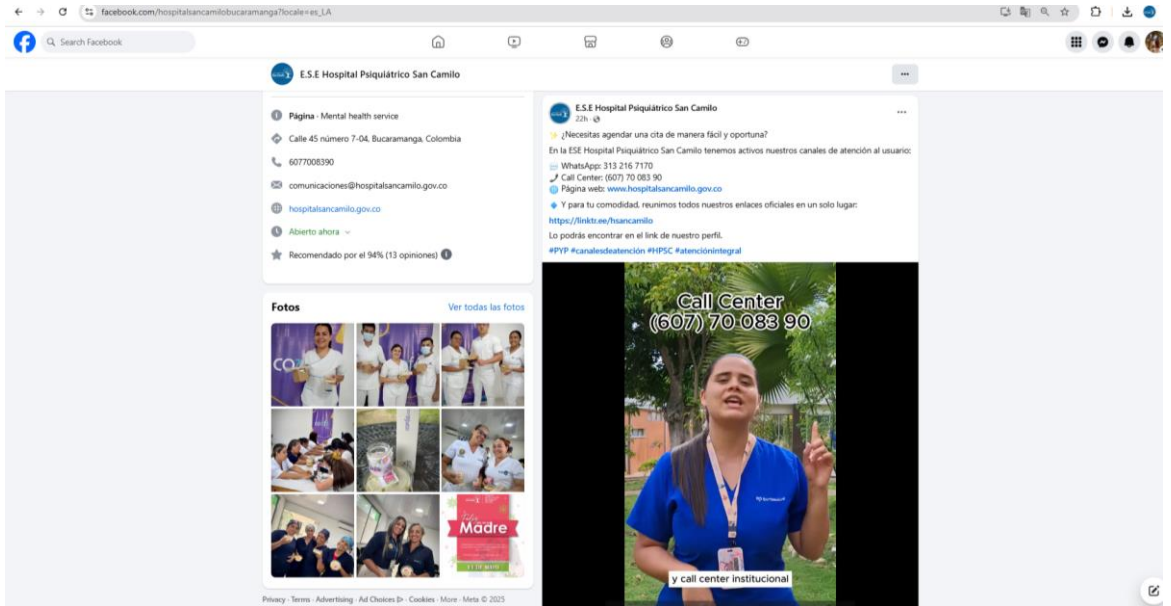 facebook.com/hospitalsancamilobucaramanga?locale=es_LA
Search Facebook
E.S.E Hospital Psiquiátrico San Camilo
Página · Mental health service
Calle 45 número 7-04, Bucaramanga, Colombia
6077008390
comunicaciones@hospitalsancamilo.gov.co
hospitalsancamilo.gov.co
Abierto ahora
Recomendado por el 94% (13 opiniones)
Fotos
Ver todas las fotos
Madre
31 DE MAYO
Privacy · Terms · Advertising · Ad Choices · Cookies · More · Meta © 2025
E.S.E Hospital Psiquiátrico San Camilo
22h
¿Necesitas agendar una cita de manera fácil y oportuna?
En la ESE Hospital Psiquiátrico San Camilo tenemos activos nuestros canales de atención al usuario:
WhatsApp: 313 216 7170
Call Center: (607) 70 083 90
Página web: www.hospitalsancamilo.gov.co
Y para tu comodidad, reunimos todos nuestros enlaces oficiales en un solo lugar:
https://linktr.ee/hsancamilo
Lo podrás encontrar en el link de nuestro perfil.
#PYP #canalesdeatención #HPSC #atenciónintegral
Call Center
(607) 70 083 90
y call center institucional